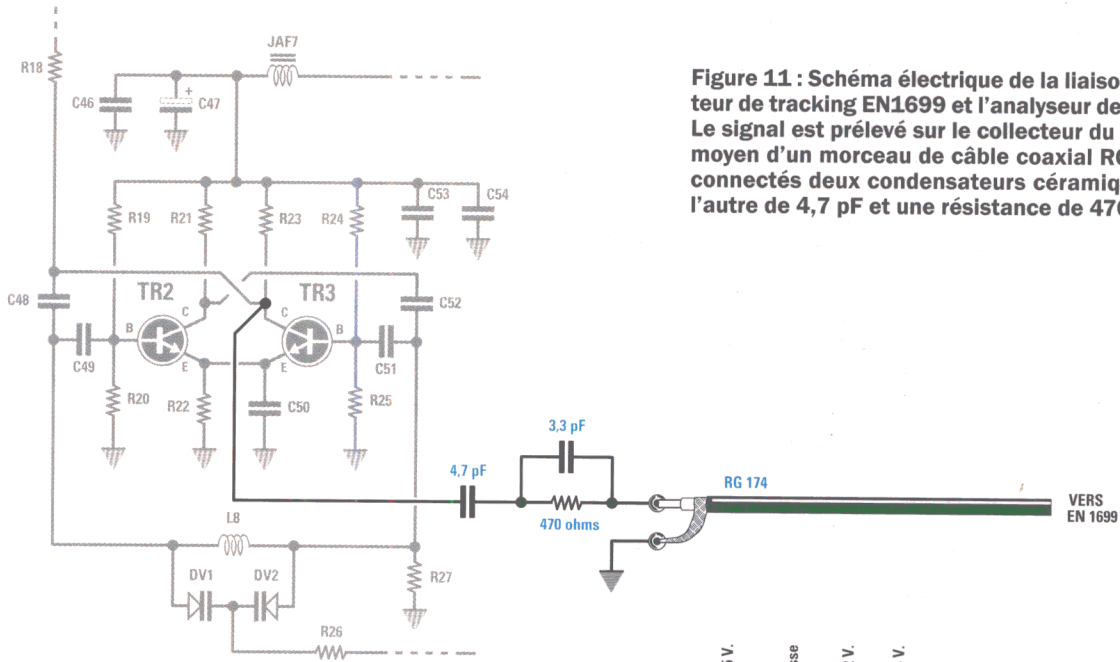 JAF7
R18
C46
+
C47
Figure 11 : Schéma électrique de la liaiso
teur de tracking EN1699 et l'analyseur de
Le signal est prélevé sur le collecteur du
moyen d'un morceau de câble coaxial RG
connectés deux condensateurs céramiq
l'autre de 4,7 pF et une résistance de 470
R19
R21
R23
R24
C53
C54
C48
TR2
TR3
C52
C
C
B
B
C49
E
E
C51
R20
R22
C50
R25
3,3 pF
4,7 pF
470 ohms
RG 174
VERS
EN 1699
L8
DV1
DV2
R27
R26
V.
sse
V.
V.